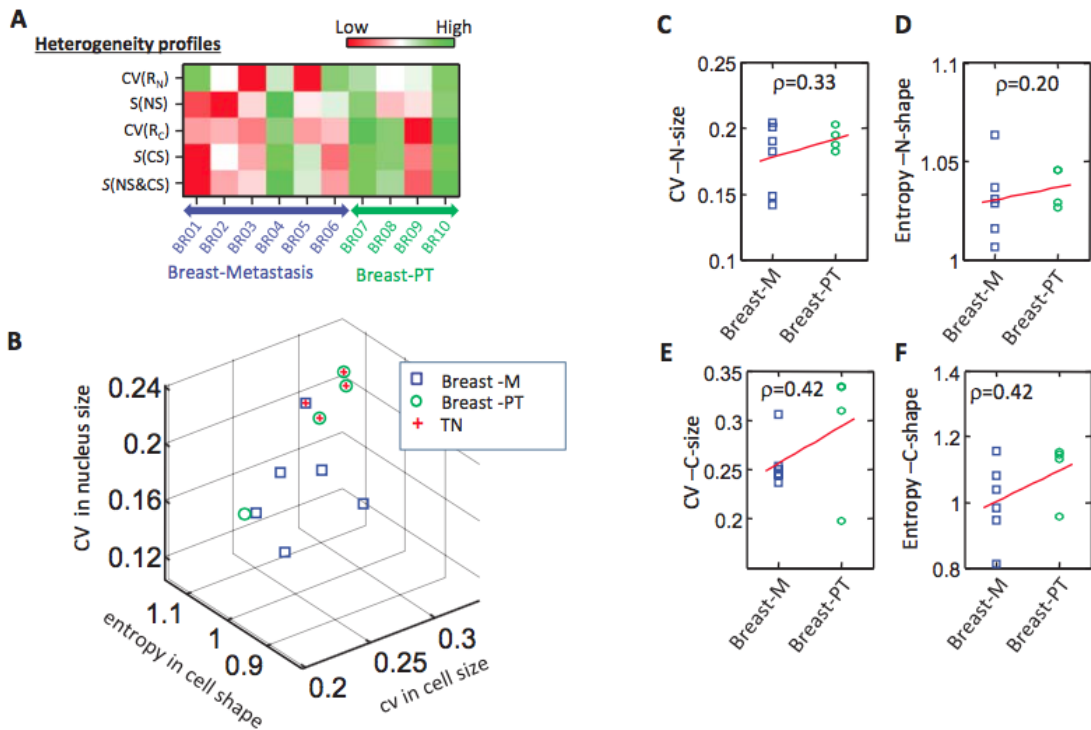 A
Heterogeneity profiles
Low High
CV(RN)
S(NS)
CV(RC)
S(CS)
S(NS&CS)
BR01 BR02 BR03 BR04 BR05 BR06 BR07 BR08 BR09 BR10
Breast-Metastasis Breast-PT
B
CV in nucleus size
0.24
0.2
0.16
0.12
1.1
1
0.9
entropy in cell shape
0.2
0.25
0.3
cv in cell size
Breast -M
Breast -PT
TN
C
ρ=0.33
CV –N-size
0.25
0.2
0.15
0.1
Breast-M Breast-PT
D
ρ=0.20
Entropy –N-shape
1.1
1.05
1
Breast-M Breast-PT
E
ρ=0.42
CV –C-size
0.35
0.3
0.25
0.2
Breast-M Breast-PT
F
ρ=0.42
Entropy –C-shape
1.4
1.2
1
0.8
Breast-M Breast-PT